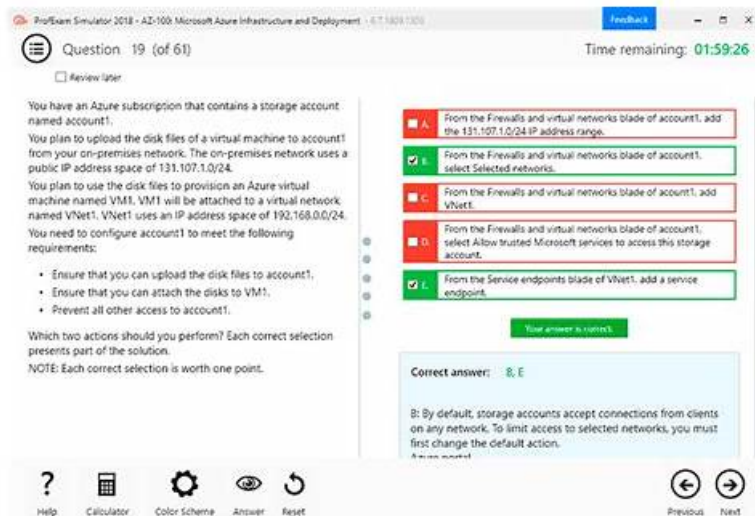 ProfExam Simulator 2018 - AZ-100: Microsoft Azure Infrastructure and Deployment - 6.7.1809.1309
Feedback
Question 19 (of 61)
Time remaining: 01:59:26
Review later
You have an Azure subscription that contains a storage account
named account1.
You plan to upload the disk files of a virtual machine to account1
from your on-premises network. The on-premises network uses a
public IP address space of 131.107.1.0/24.
You plan to use the disk files to provision an Azure virtual
machine named VM1. VM1 will be attached to a virtual network
named VNet1. VNet1 uses an IP address space of 192.168.0.0/24.
You need to configure account1 to meet the following
requirements:
• Ensure that you can upload the disk files to account1.
• Ensure that you can attach the disks to VM1.
• Prevent all other access to account1.
Which two actions should you perform? Each correct selection
presents part of the solution.
NOTE: Each correct selection is worth one point.
A. From the Firewalls and virtual networks blade of account1, add
the 131.107.1.0/24 IP address range.
B. From the Firewalls and virtual networks blade of account1,
select Selected networks.
C. From the Firewalls and virtual networks blade of acount1, add
VNet1.
D. From the Firewalls and virtual networks blade of account1,
select Allow trusted Microsoft services to access this storage
account.
E. From the Service endpoints blade of VNet1, add a service
endpoint.
Your answer is correct.
Correct answer: B, E
B: By default, storage accounts accept connections from clients
on any network. To limit access to selected networks, you must
first change the default action.
Azure portal
Help
Calculator
Color Scheme
Answer
Reset
Previous
Next